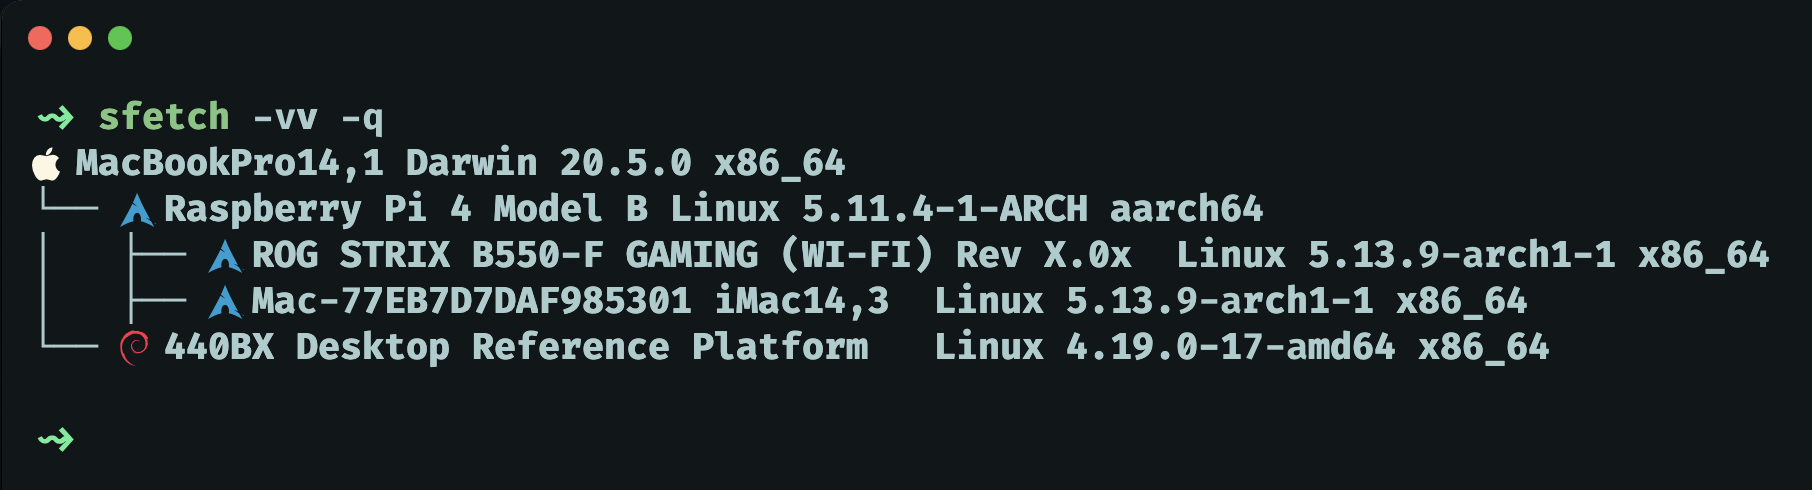 ⇝ sfetch -vv -q
MacBookPro14,1 Darwin 20.5.0 x86_64
└── Raspberry Pi 4 Model B Linux 5.11.4-1-ARCH aarch64
│   ├── ROG STRIX B550-F GAMING (WI-FI) Rev X.0x  Linux 5.13.9-arch1-1 x86_64
│   ├── Mac-77EB7D7DAF985301 iMac14,3  Linux 5.13.9-arch1-1 x86_64
└── 440BX Desktop Reference Platform   Linux 4.19.0-17-amd64 x86_64
⇝